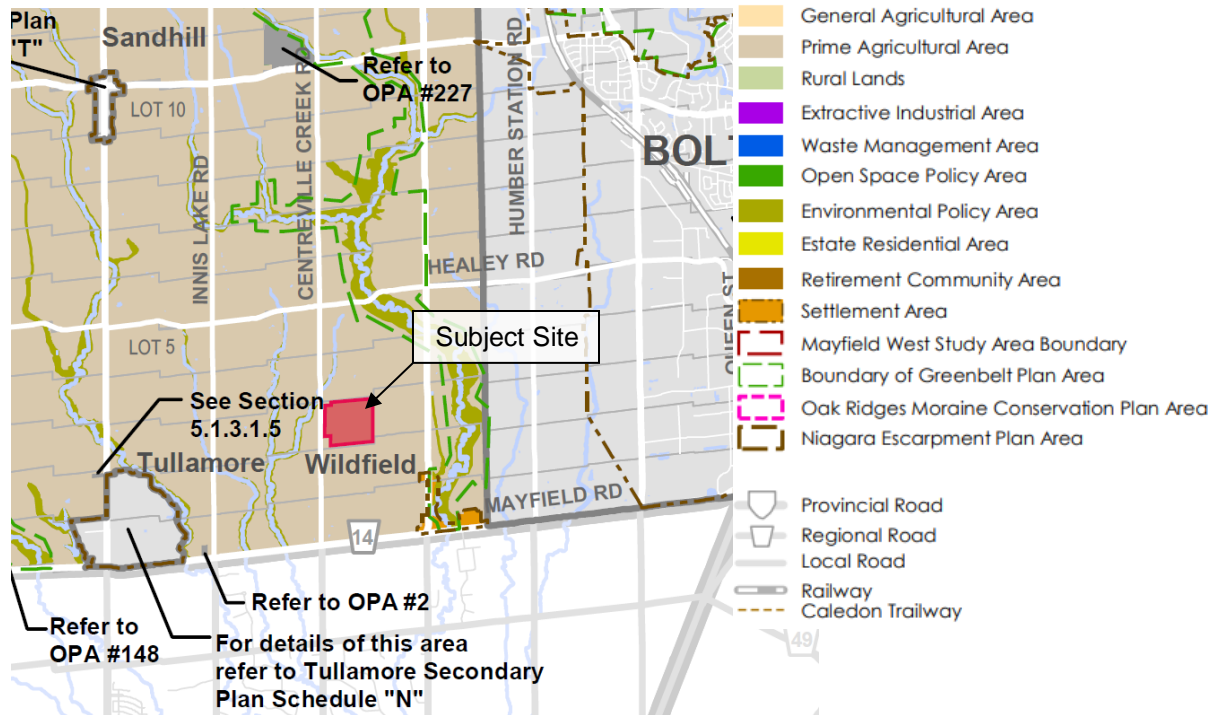 Plan
"T"
Sandhill
Refer to
OPA #227
LOT 10
INNIS LAKE RD
CENTREVILLE CREEK RD
HUMBER STATION RD
HEALEY RD
QUEEN ST
LOT 5
Subject Site
See Section
5.1.3.1.5
Tullamore
Wildfield
MAYFIELD RD
14
Refer to OPA #2
Refer to
OPA #148
For details of this area
refer to Tullamore Secondary
Plan Schedule "N"
49
General Agricultural Area
Prime Agricultural Area
Rural Lands
Extractive Industrial Area
Waste Management Area
Open Space Policy Area
Environmental Policy Area
Estate Residential Area
Retirement Community Area
Settlement Area
Mayfield West Study Area Boundary
Boundary of Greenbelt Plan Area
Oak Ridges Moraine Conservation Plan Area
Niagara Escarpment Plan Area
Provincial Road
Regional Road
Local Road
Railway
Caledon Trailway